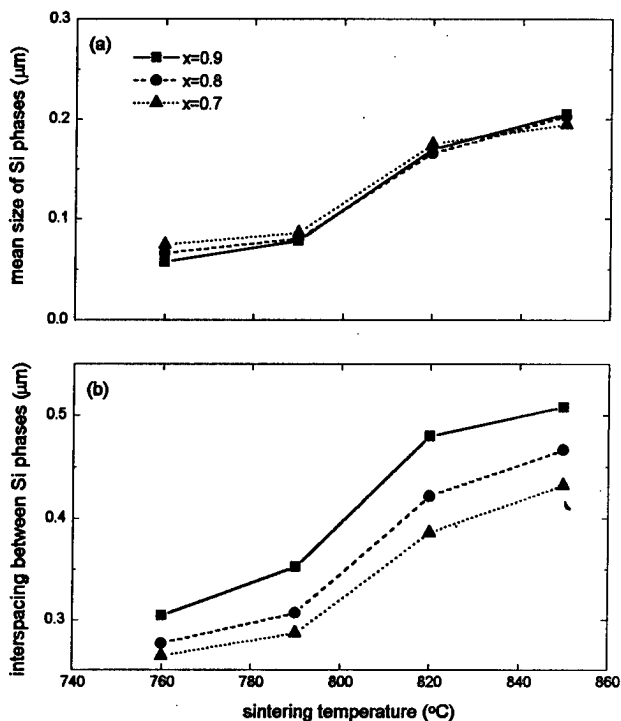 (a)
x=0.9
x=0.8
x=0.7
0.3
0.2
0.1
0.0
mean size of Si phases (μm)
(b)
0.5
0.4
0.3
interspacing between Si phases (μm)
740 760 780 800 820 840 860
sintering temperature (ºC)